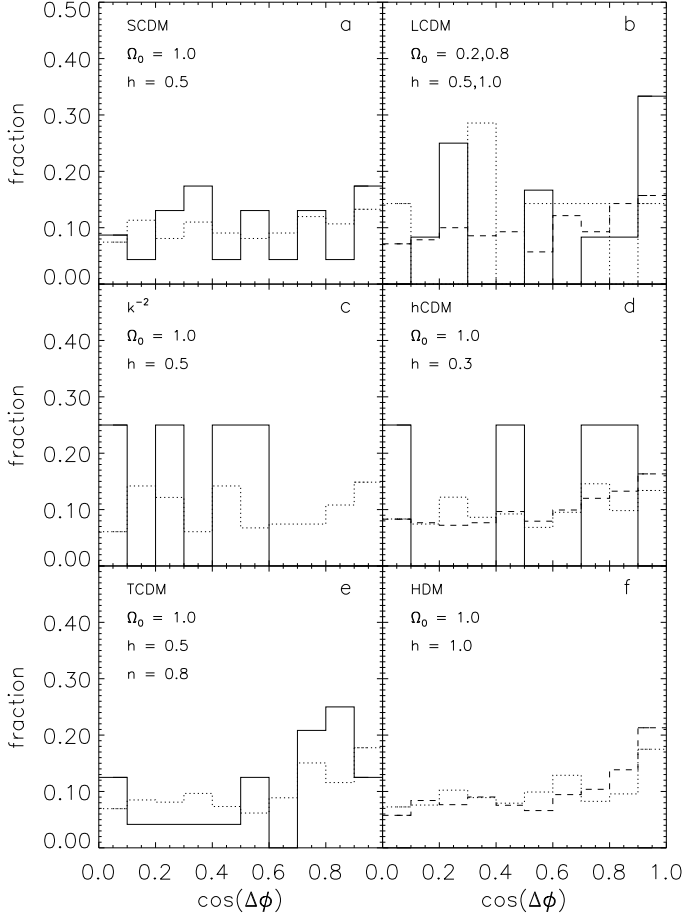 0.50
SCDM a
LCDM b
Ω₀ = 1.0
Ω₀ = 0.2,0.8
0.40
h = 0.5
h = 0.5,1.0
0.30
fraction
0.20
0.10
0.00
k⁻² c
hCDM d
Ω₀ = 1.0
Ω₀ = 1.0
0.40
h = 0.5
h = 0.3
0.30
fraction
0.20
0.10
0.00
TCDM e
HDM f
Ω₀ = 1.0
Ω₀ = 1.0
0.40
h = 0.5
h = 1.0
n = 0.8
0.30
fraction
0.20
0.10
0.00
0.0 0.2 0.4 0.6 0.8 0.0 0.2 0.4 0.6 0.8 1.0
cos(Δϕ) cos(Δϕ)